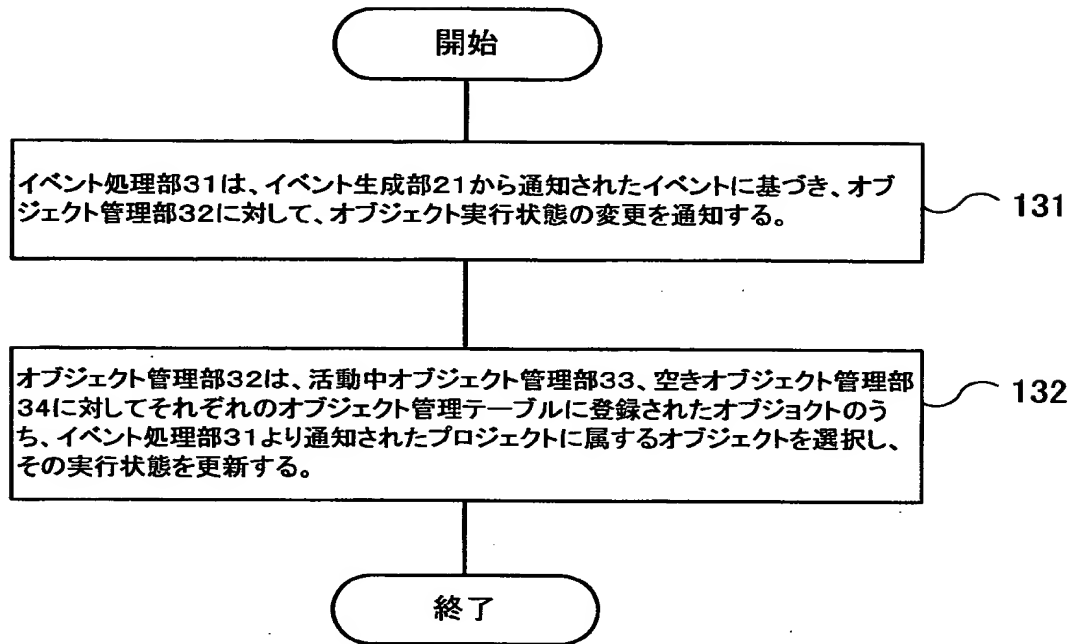 開始
イベント処理部31は、イベント生成部21から通知されたイベントに基づき、オブ
ジェクト管理部32に対して、オブジェクト実行状態の変更を通知する。
131
オブジェクト管理部32は、活動中オブジェクト管理部33、空きオブジェクト管理部
34に対してそれぞれのオブジェクト管理テーブルに登録されたオブジョクトのう
ち、イベント処理部31より通知されたプロジェクトに属するオブジェクトを選択し、
その実行状態を更新する。
132
終了